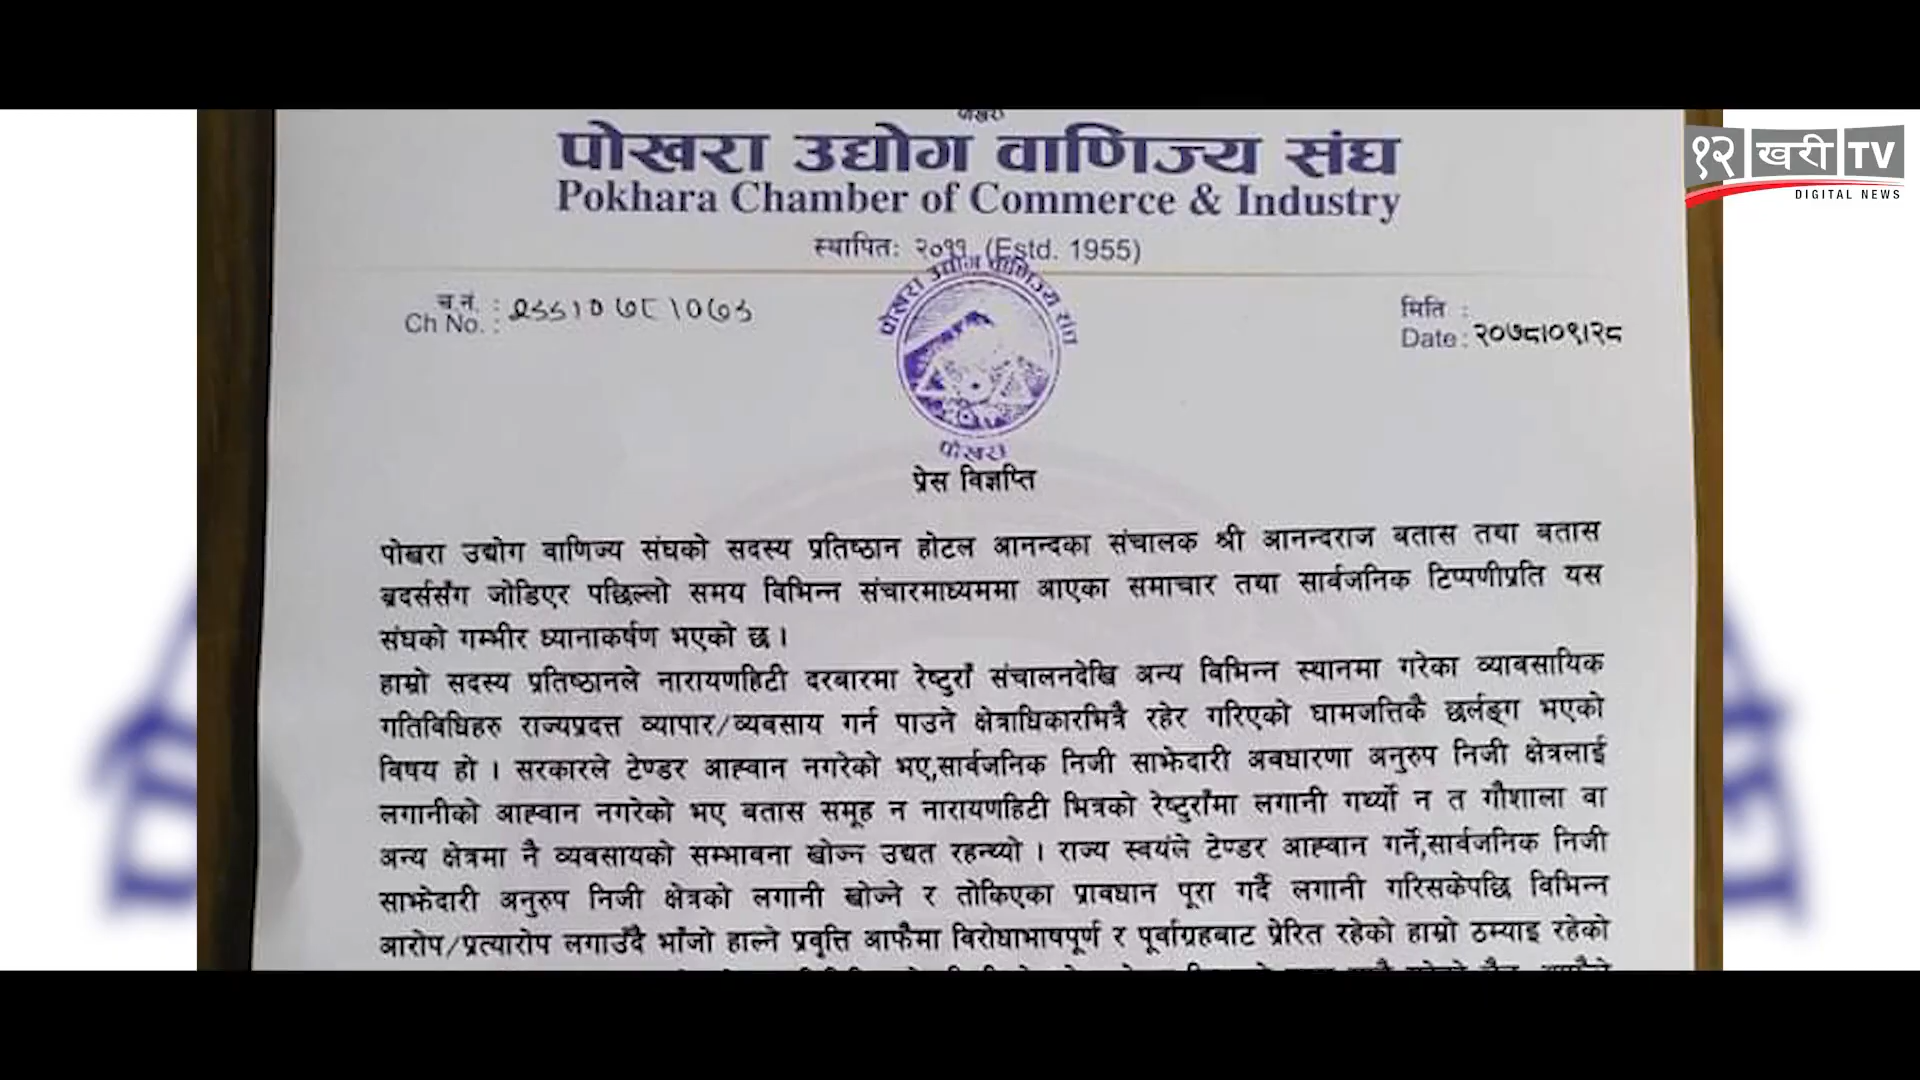 पोखरा उद्योग वाणिज्य संघ
१२ खरी TV
Pokhara Chamber of Commerce & Industry
DIGITAL NEWS
स्थापितः २०११ (Estd. 1955)
पोखरा उद्योग वाणिज्य संघ
च.नं. :
मिति :
Ch No. :
Date : २०७८।०९।२८
पोखरा
प्रेस विज्ञप्ति
पोखरा उद्योग वाणिज्य संघको सदस्य प्रतिष्ठान होटल आनन्दका संचालक श्री आनन्दराज बतास तथा बतास
ब्रदर्ससँग जोडिएर पछिल्लो समय विभिन्न संचारमाध्यममा आएका समाचार तथा सार्वजनिक टिप्पणीप्रति यस
संघको गम्भीर ध्यानाकर्षण भएको छ ।
हाम्रो सदस्य प्रतिष्ठानले नारायणहिटी दरबारमा रेष्टुराँ संचालनदेखि अन्य विभिन्न स्थानमा गरेका व्यावसायिक
गतिविधिहरु राज्यप्रदत्त व्यापार/व्यवसाय गर्न पाउने क्षेत्राधिकारभित्रै रहेर गरिएको घामजत्तिकै छर्लङ्ग भएको
विषय हो । सरकारले टेण्डर आह्वान नगरेको भए,सार्वजनिक निजी साझेदारी अवधारणा अनुरुप निजी क्षेत्रलाई
लगानीको आह्वान नगरेको भए बतास समूह न नारायणहिटी भित्रको रेष्टुराँमा लगानी गर्थ्यो न त गौशाला वा
अन्य क्षेत्रमा नै व्यवसायको सम्भावना खोज्न उद्यत रहन्थ्यो । राज्य स्वयंले टेण्डर आह्वान गर्ने,सार्वजनिक निजी
साझेदारी अनुरुप निजी क्षेत्रको लगानी खोज्ने र तोकिएका प्रावधान पूरा गर्दै लगानी गरिसकेपछि विभिन्न
आरोप/प्रत्यारोप लगाउँदै भाँजो हाल्ने प्रवृत्ति आफैमा विरोधाभाषपूर्ण र पूर्वाग्रहबाट प्रेरित रहेको हाम्रो ठम्याइ रहेको